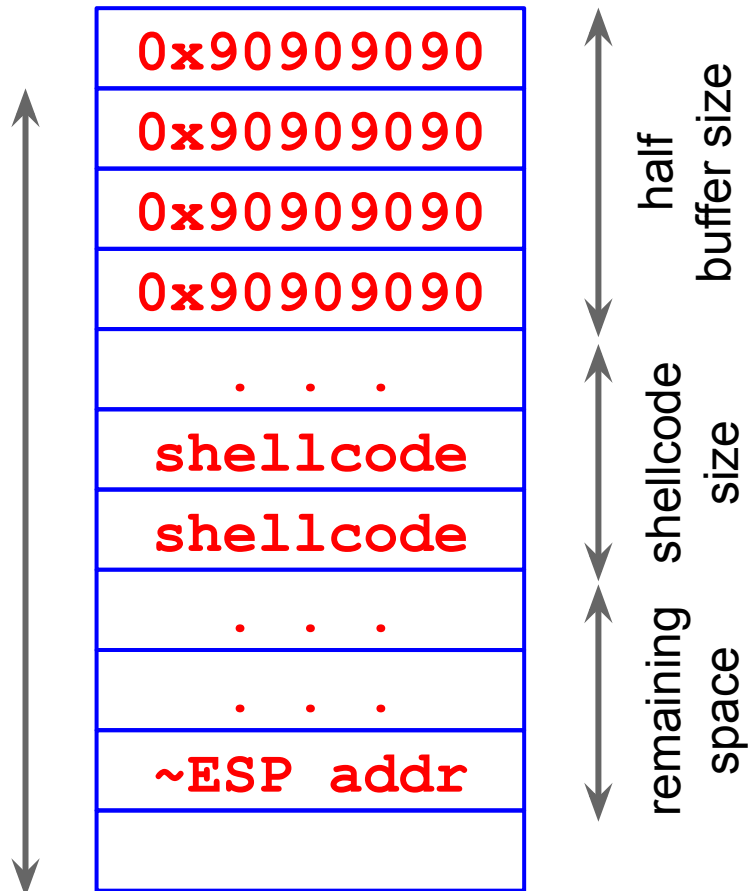 0x90909090
0x90909090
0x90909090
0x90909090
. . .
shellcode
shellcode
. . .
. . .
~ESP addr
half
buffer size
shellcode
size
remaining
space